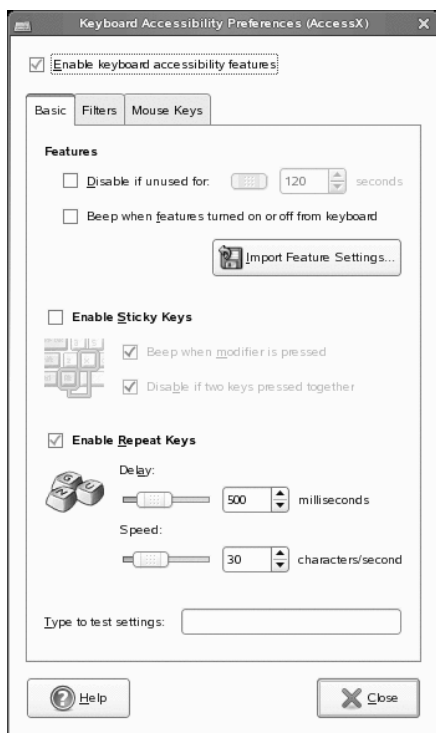 Keyboard Accessibility Preferences (AccessX)
Enable keyboard accessibility features
Basic Filters Mouse Keys
Features
Disable if unused for: 120 seconds
Beep when features turned on or off from keyboard
Import Feature Settings...
Enable Sticky Keys
Beep when modifier is pressed
Disable if two keys pressed together
Enable Repeat Keys
G N U
Delay:
500 milliseconds
Speed:
30 characters/second
Type to test settings:
Help Close